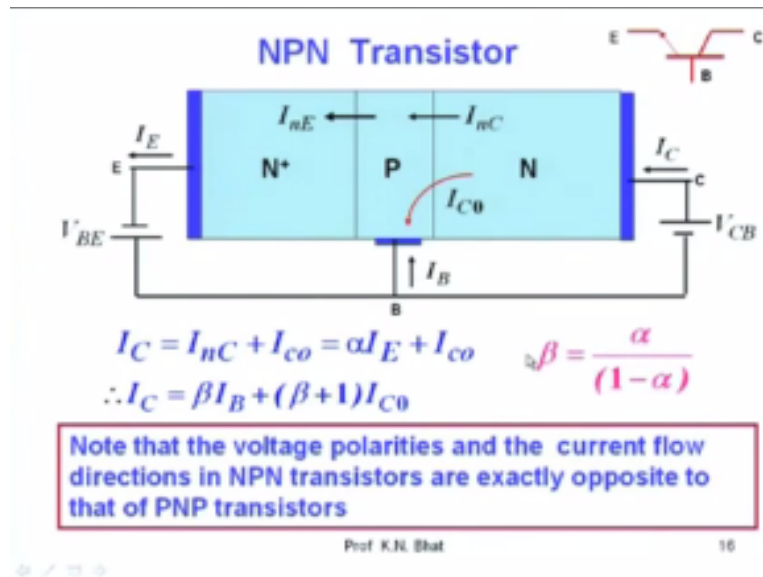 NPN Transistor
E
C
B
I_nE
I_nC
I_E
I_C
E
N⁺
P
N
C
I_C0
V_BE
V_CB
I_B
B
I_C = I_nC + I_co = αI_E + I_co
β = α / (1 − α)
∴I_C = βI_B + (β + 1)I_C0
Note that the voltage polarities and the current flow
directions in NPN transistors are exactly opposite to
that of PNP transistors
Prof K.N. Bhat
16